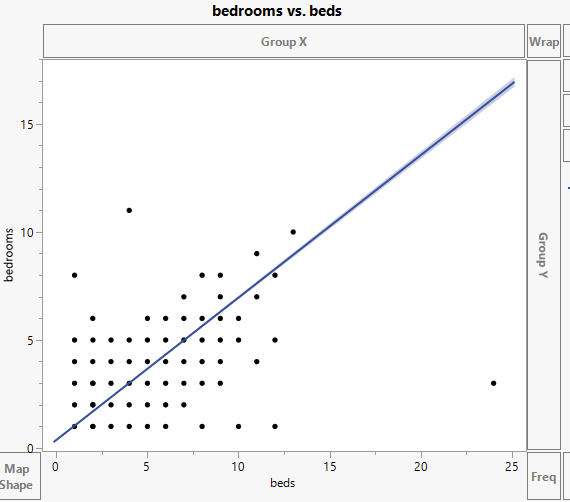 bedrooms vs. beds
Group X
Wrap
15
10
5
0
bedrooms
Group Y
0 5 10 15 20 25
beds
Map
Shape
Freq